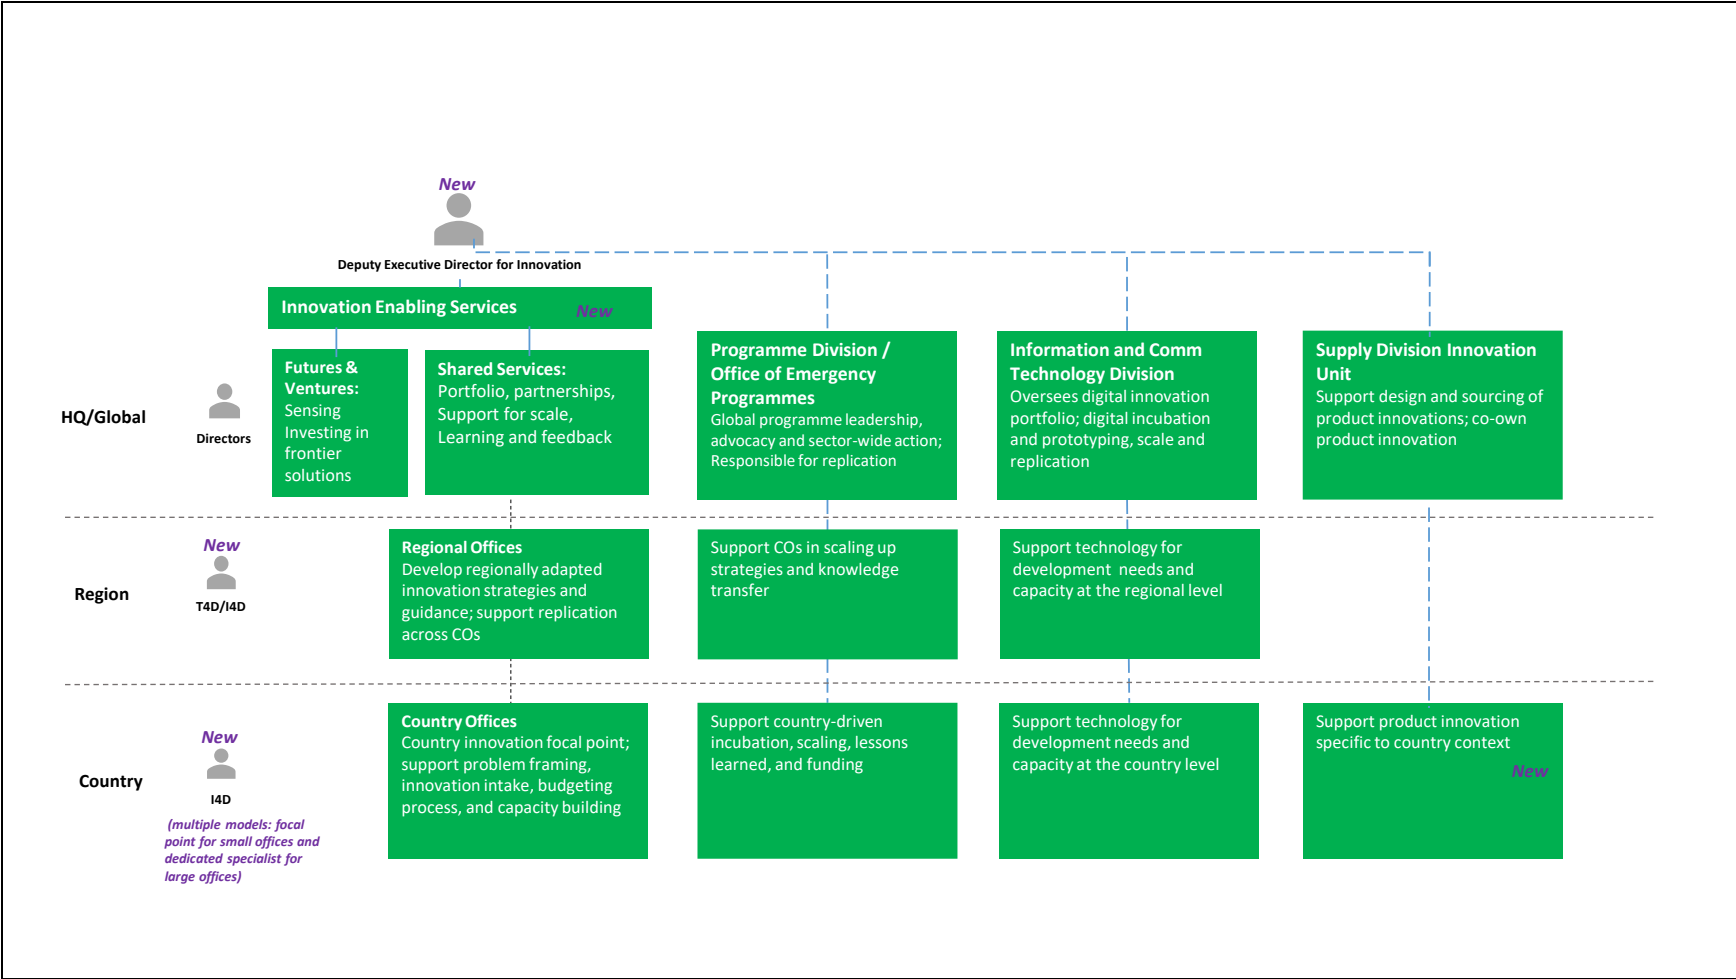 New
Deputy Executive Director for Innovation
Innovation Enabling Services
New
HQ/Global
Directors
Futures &
Ventures:
Sensing
Investing in
frontier
solutions
Shared Services:
Portfolio, partnerships,
Support for scale,
Learning and feedback
Programme Division /
Office of Emergency
Programmes
Global programme leadership,
advocacy and sector-wide action;
Responsible for replication
Information and Comm
Technology Division
Oversees digital innovation
portfolio; digital incubation
and prototyping, scale and
replication
Supply Division Innovation
Unit
Support design and sourcing of
product innovations; co-own
product innovation
Region
New
T4D/I4D
Regional Offices
Develop regionally adapted
innovation strategies and
guidance; support replication
across COs
Support COs in scaling up
strategies and knowledge
transfer
Support technology for
development  needs and
capacity at the regional level
Country
New
I4D
(multiple models: focal
point for small offices and
dedicated specialist for
large offices)
Country Offices
Country innovation focal point;
support problem framing,
innovation intake, budgeting
process, and capacity building
Support country-driven
incubation, scaling, lessons
learned, and funding
Support technology for
development needs and
capacity at the country level
Support product innovation
specific to country context
New